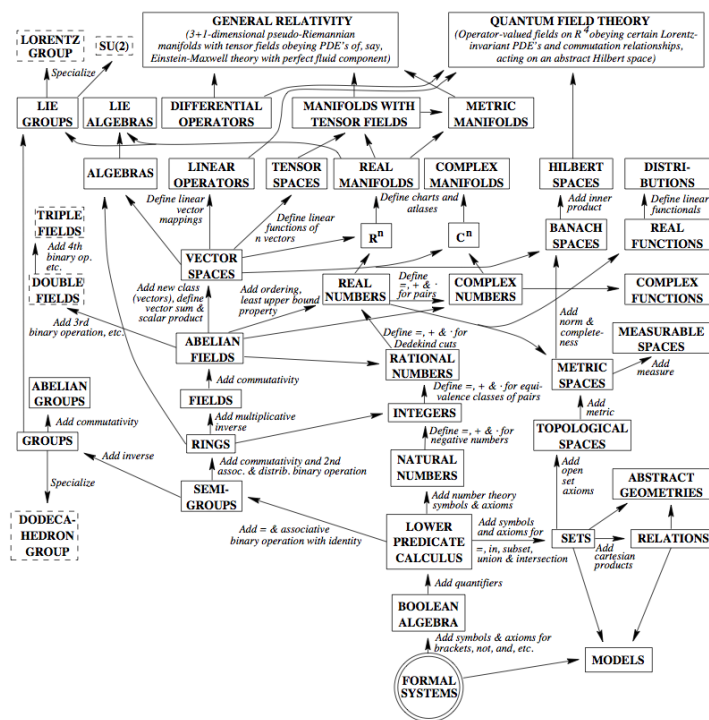 GENERAL RELATIVITY
(3+1-dimensional pseudo-Riemannian
manifolds with tensor fields obeying PDE's of, say,
Einstein-Maxwell theory with perfect fluid component)
QUANTUM FIELD THEORY
(Operator-valued fields on R⁴ obeying certain Lorentz-
invariant PDE's and commutation relationships,
acting on an abstract Hilbert space)
LORENTZ
GROUP
SU(2)
Specialize
LIE
GROUPS
LIE
ALGEBRAS
DIFFERENTIAL
OPERATORS
MANIFOLDS WITH
TENSOR FIELDS
METRIC
MANIFOLDS
ALGEBRAS
LINEAR
OPERATORS
TENSOR
SPACES
REAL
MANIFOLDS
COMPLEX
MANIFOLDS
HILBERT
SPACES
DISTRI-
BUTIONS
Define linear
vector
mappings
Define linear
functions of
n vectors
Define charts and
atlases
Add inner
product
Define linear
functionals
TRIPLE
FIELDS
Rⁿ
Cⁿ
BANACH
SPACES
REAL
FUNCTIONS
Add 4th
binary op.
etc.
VECTOR
SPACES
DOUBLE
FIELDS
Add new class
(vectors), define
vector sum &
scalar product
Add ordering,
least upper bound
property
REAL
NUMBERS
Define
=, + & ·
for pairs
COMPLEX
NUMBERS
COMPLEX
FUNCTIONS
Add 3rd
binary operation, etc.
Add
norm &
complete-
ness
ABELIAN
FIELDS
Define =, + & · for
Dedekind cuts
MEASURABLE
SPACES
RATIONAL
NUMBERS
METRIC
SPACES
Add
measure
ABELIAN
GROUPS
Add commutativity
FIELDS
Define =, + & · for equi-
valence classes of pairs
Add
metric
Add commutativity
Add multiplicative
inverse
INTEGERS
TOPOLOGICAL
SPACES
GROUPS
Add inverse
RINGS
Define =, + & · for
negative numbers
Add
open
set
axioms
Add commutativity and 2nd
assoc. & distrib. binary operation
NATURAL
NUMBERS
ABSTRACT
GEOMETRIES
Specialize
SEMI-
GROUPS
Add number theory
symbols & axioms
DODECA-
HEDRON
GROUP
Add = & associative
binary operation with identity
LOWER
PREDICATE
CALCULUS
Add symbols
and axioms for
=, in, subset,
union & intersection
SETS
RELATIONS
Add
cartesian
products
Add quantifiers
BOOLEAN
ALGEBRA
Add symbols & axioms for
brackets, not, and, etc.
MODELS
FORMAL
SYSTEMS